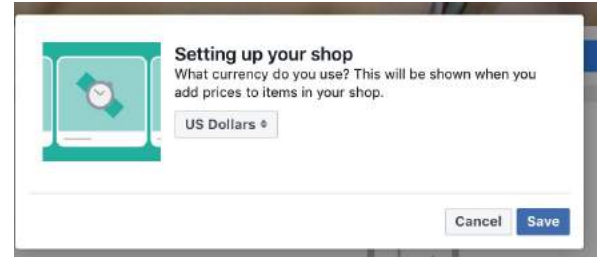 Setting up your shop
What currency do you use? This will be shown when you
add prices to items in your shop.
US Dollars
Cancel
Save